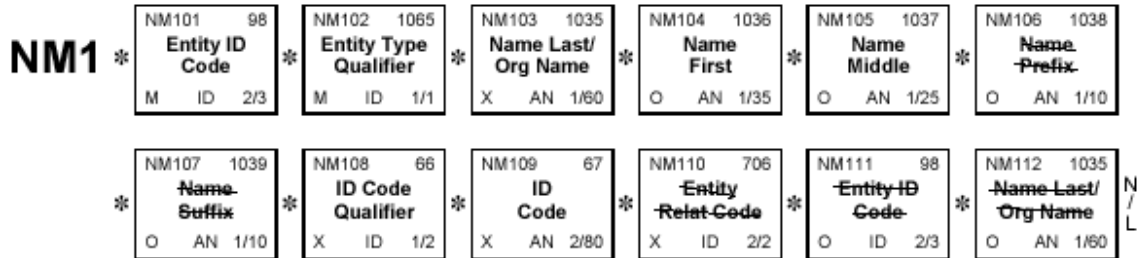 NM101 98 NM102 1065 NM103 1035 NM104 1036 NM105 1037 NM106 1038
NM1 * Entity ID Code * Entity Type Qualifier * Name Last/ Org Name * Name First * Name Middle * Name Prefix
M ID 2/3 M ID 1/1 X AN 1/60 O AN 1/35 O AN 1/25 O AN 1/10
NM107 1039 NM108 66 NM109 67 NM110 706 NM111 98 NM112 1035
* Name Suffix * ID Code Qualifier * ID Code * Entity Relat Code * Entity ID Code * Name Last/ Org Name N/L
O AN 1/10 X ID 1/2 X AN 2/80 X ID 2/2 O ID 2/3 O AN 1/60